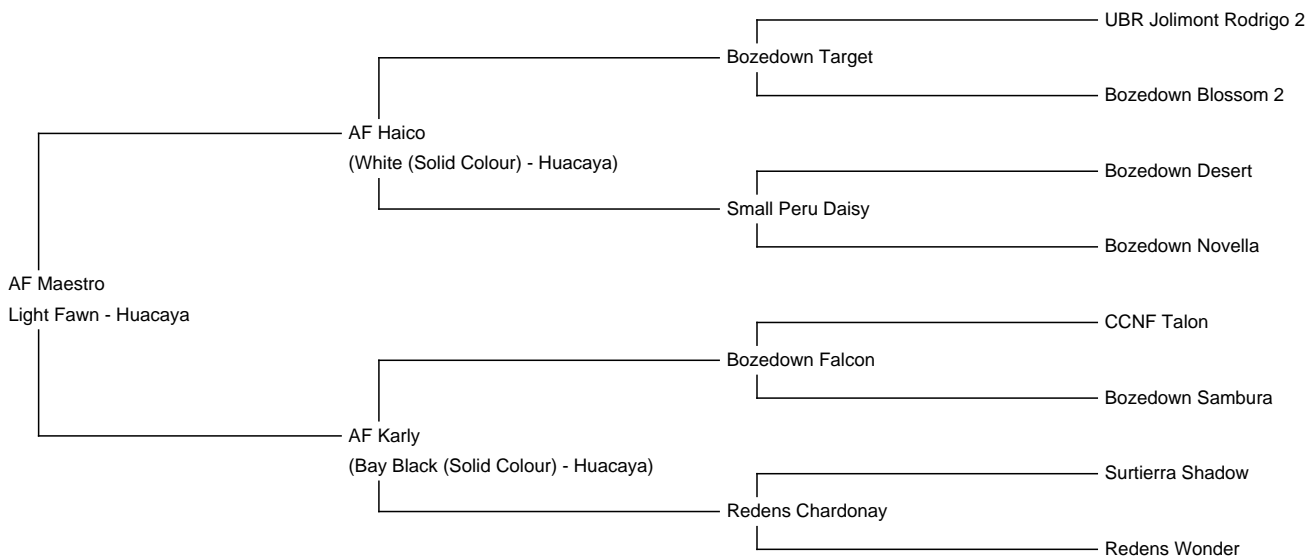 UBR Jolimont Rodrigo 2
Bozedown Target
Bozedown Blossom 2
AF Haico
(White (Solid Colour) - Huacaya)
Bozedown Desert
Small Peru Daisy
Bozedown Novella
AF Maestro
Light Fawn - Huacaya
CCNF Talon
Bozedown Falcon
Bozedown Sambura
AF Karly
(Bay Black (Solid Colour) - Huacaya)
Surtierra Shadow
Redens Chardonay
Redens Wonder